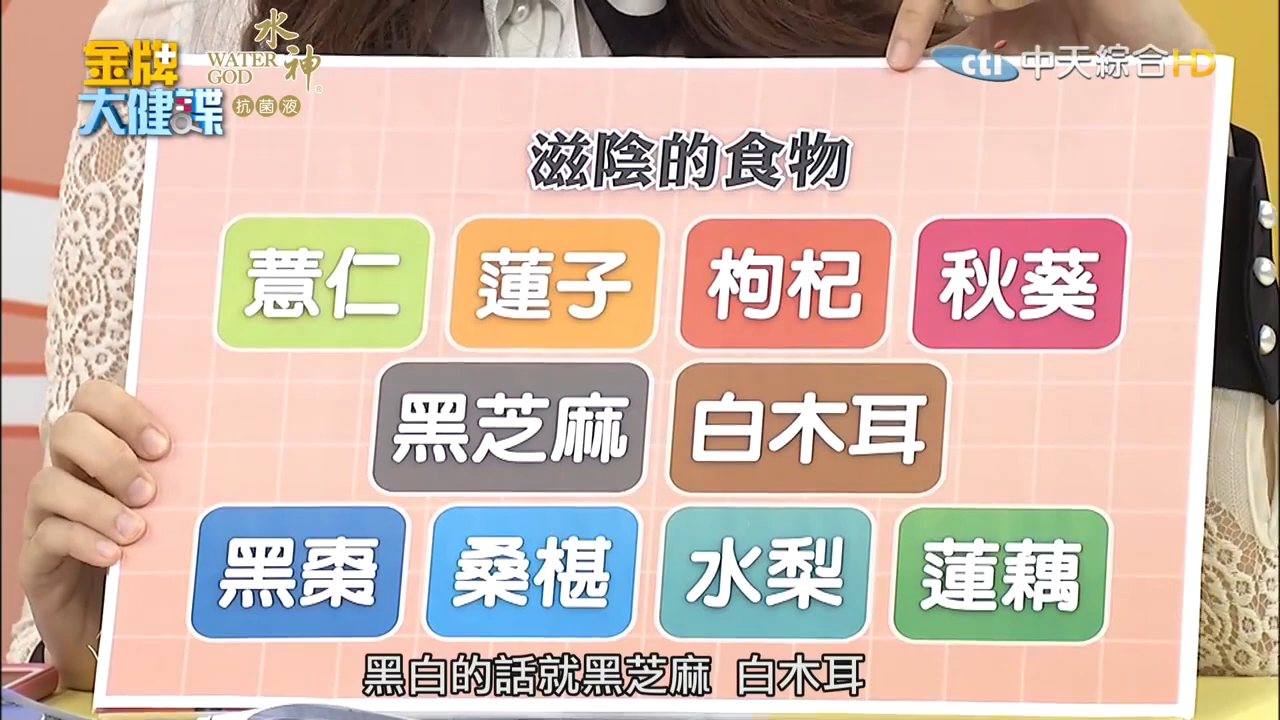 金牌
大健諜
水神
WATER
GOD
®
抗菌液
cti 中天綜合HD
滋陰的食物
薏仁 蓮子 枸杞 秋葵
黑芝麻 白木耳
黑棗 桑椹 水梨 蓮藕
黑白的話就黑芝麻 白木耳